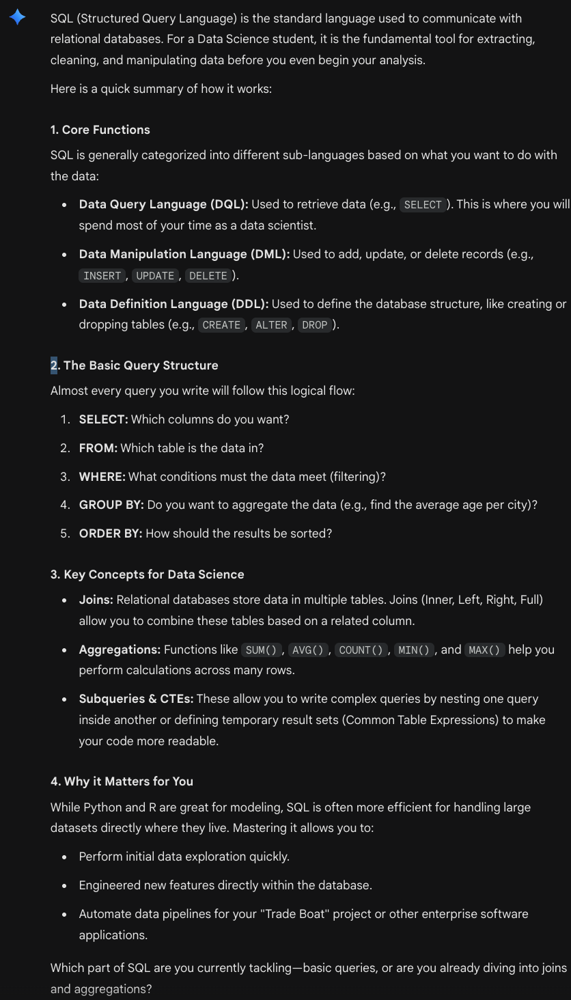 SQL (Structured Query Language) is the standard language used to communicate with
relational databases. For a Data Science student, it is the fundamental tool for extracting,
cleaning, and manipulating data before you even begin your analysis.
Here is a quick summary of how it works:
1. Core Functions
SQL is generally categorized into different sub-languages based on what you want to do with
the data:
• Data Query Language (DQL): Used to retrieve data (e.g., SELECT). This is where you will
spend most of your time as a data scientist.
• Data Manipulation Language (DML): Used to add, update, or delete records (e.g.,
INSERT, UPDATE, DELETE).
• Data Definition Language (DDL): Used to define the database structure, like creating or
dropping tables (e.g., CREATE, ALTER, DROP).
2. The Basic Query Structure
Almost every query you write will follow this logical flow:
1. SELECT: Which columns do you want?
2. FROM: Which table is the data in?
3. WHERE: What conditions must the data meet (filtering)?
4. GROUP BY: Do you want to aggregate the data (e.g., find the average age per city)?
5. ORDER BY: How should the results be sorted?
3. Key Concepts for Data Science
• Joins: Relational databases store data in multiple tables. Joins (Inner, Left, Right, Full)
allow you to combine these tables based on a related column.
• Aggregations: Functions like SUM(), AVG(), COUNT(), MIN(), and MAX() help you
perform calculations across many rows.
• Subqueries & CTEs: These allow you to write complex queries by nesting one query
inside another or defining temporary result sets (Common Table Expressions) to make
your code more readable.
4. Why it Matters for You
While Python and R are great for modeling, SQL is often more efficient for handling large
datasets directly where they live. Mastering it allows you to:
• Perform initial data exploration quickly.
• Engineered new features directly within the database.
• Automate data pipelines for your "Trade Boat" project or other enterprise software
applications.
Which part of SQL are you currently tackling—basic queries, or are you already diving into joins
and aggregations?